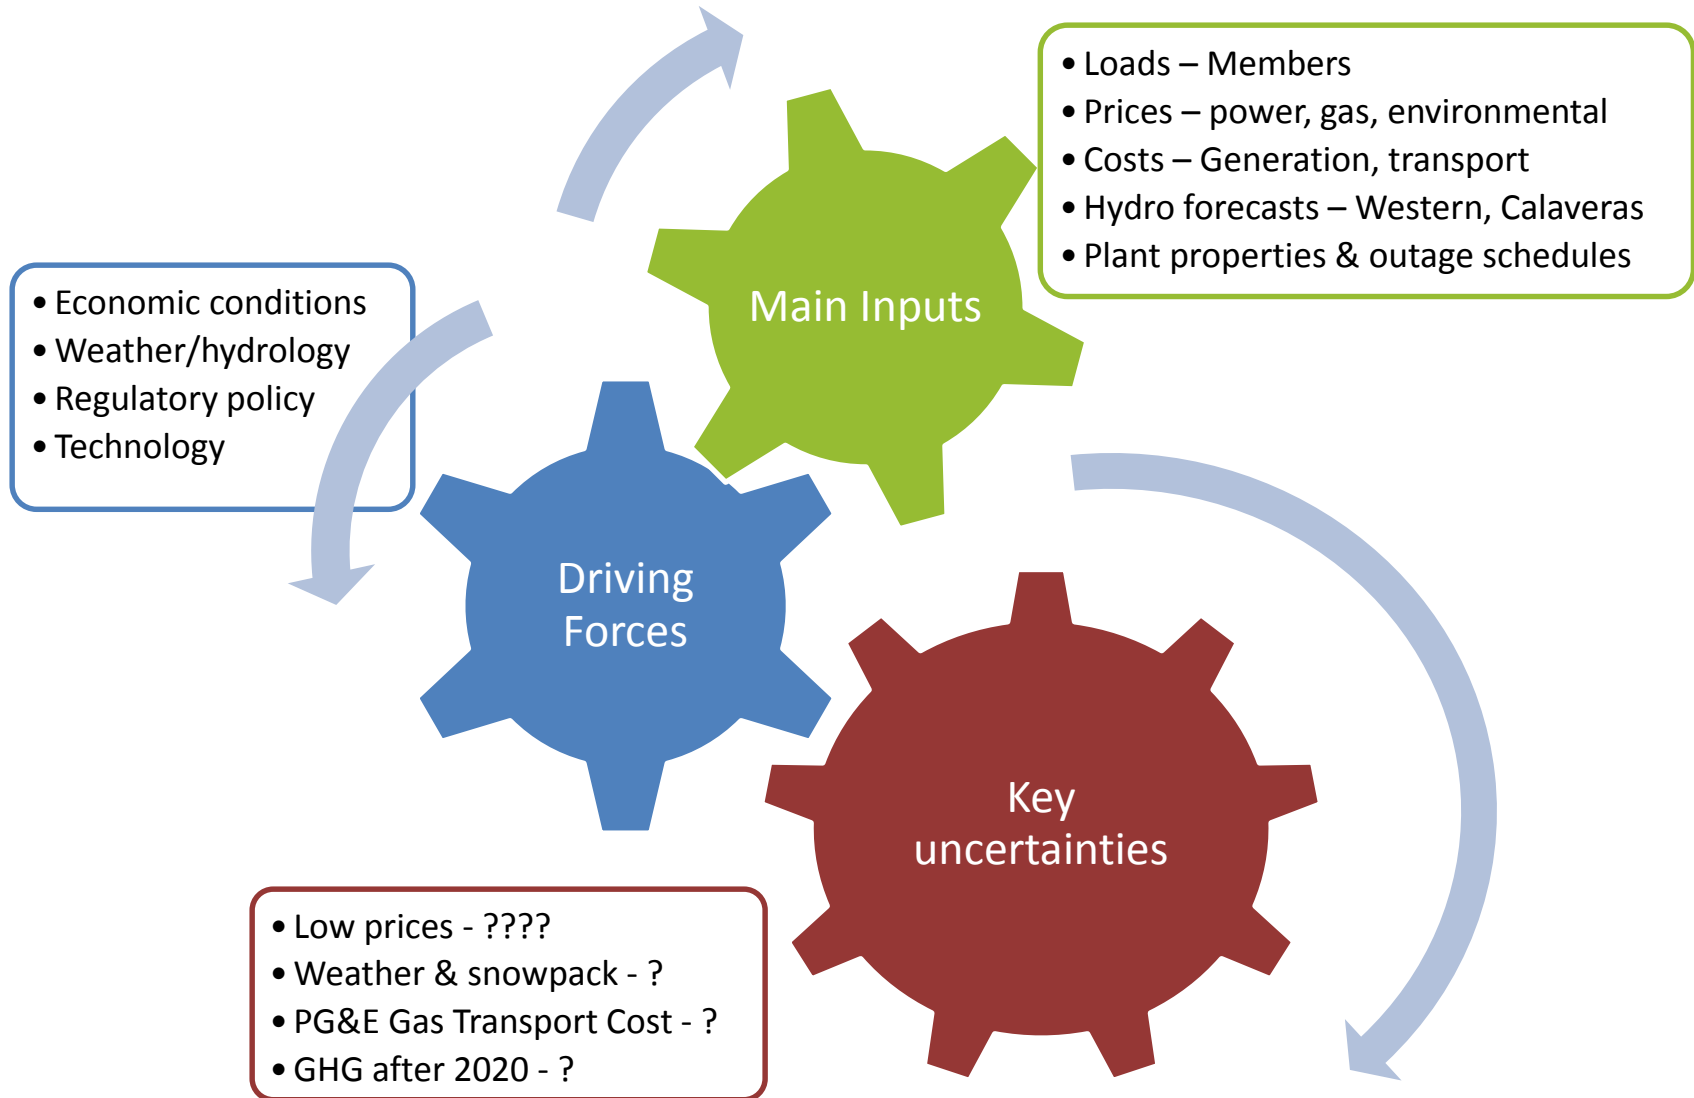 • Loads – Members
• Prices – power, gas, environmental
• Costs – Generation, transport
• Hydro forecasts – Western, Calaveras
• Plant properties & outage schedules
Main Inputs
• Economic conditions
• Weather/hydrology
• Regulatory policy
• Technology
Driving
Forces
Key
uncertainties
• Low prices - ????
• Weather & snowpack - ?
• PG&E Gas Transport Cost - ?
• GHG after 2020 - ?